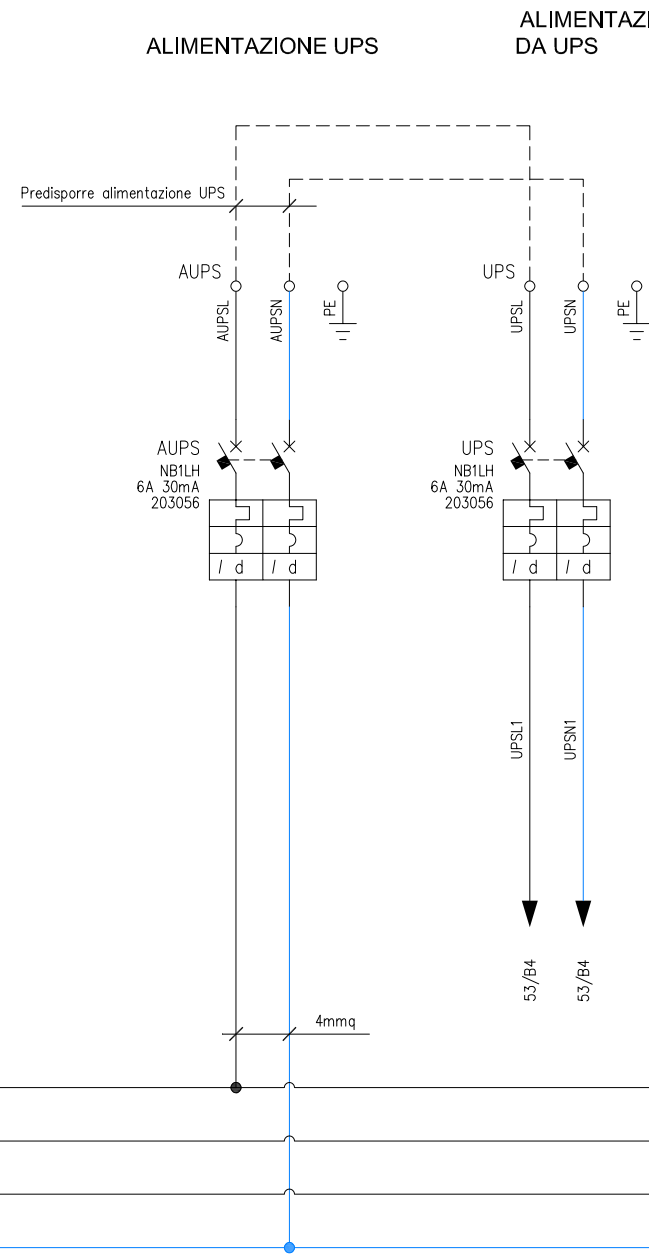 ALIMENTAZIONE UPS
ALIMENTAZI
DA UPS
Predisporre alimentazione UPS
AUPS
AUPSL
AUPSN
PE
UPS
UPSL
UPSN
PE
AUPS
NB1LH
6A 30mA
203056
I d
I d
UPS
NB1LH
6A 30mA
203056
I d
I d
UPSL1
UPSN1
53/B4
53/B4
4mmq